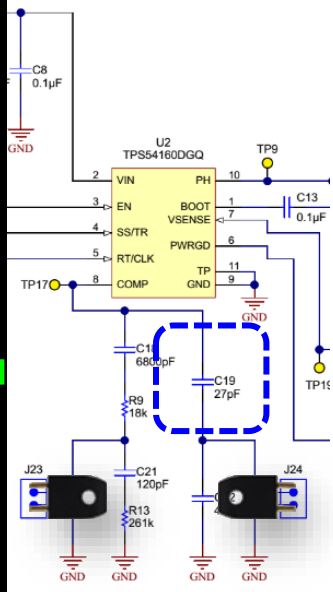 C8
0.1µF
GND
U2
TPS54160DGQ
TP9
2 VIN PH 10
C13
0.1µF
3 EN BOOT 1
VSENSE 7
4 SS/TR PWRGD 6
5 RT/CLK
TP 11
TP17 8 COMP GND 9
GND
6800pF
C19
27pF
TP19
R9
18k
J23 C21 J24
120pF
R13
261k
GND GND GND GND